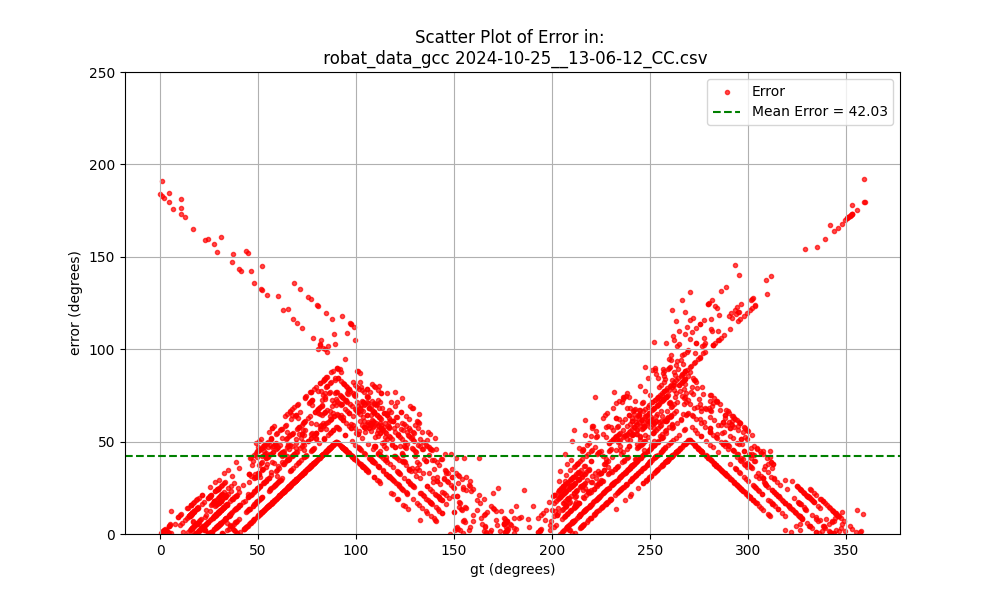 Scatter Plot of Error in:
robat_data_gcc 2024-10-25__13-06-12_CC.csv
Error
Mean Error = 42.03
error (degrees)
250
200
150
100
50
0
0 50 100 150 200 250 300 350
gt (degrees)